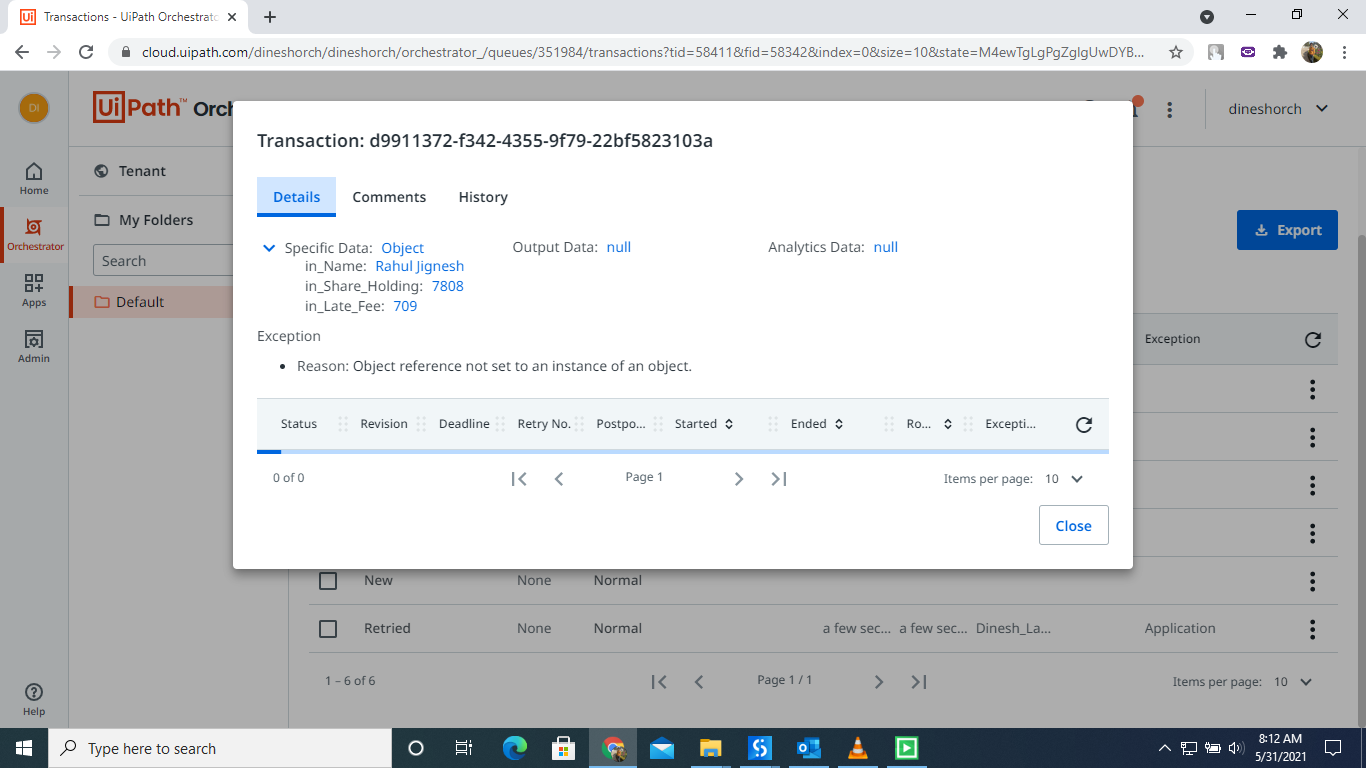 Transactions - UiPath Orchestrato
cloud.uipath.com/dineshorch/dineshorch/orchestrator_/queues/351984/transactions?tid=58411&fid=58342&index=0&size=10&state=M4ewTgLgPgZglgUwDYB...
DI
Ui Path™ Orc
dineshorch
Home
Orchestrator
Apps
Admin
Help
Tenant
My Folders
Search
Default
Export
Transaction: d9911372-f342-4355-9f79-22bf5823103a
Details Comments History
Specific Data: Object Output Data: null Analytics Data: null
in_Name: Rahul Jignesh
in_Share_Holding: 7808
in_Late_Fee: 709
Exception
Reason: Object reference not set to an instance of an object.
Status Revision Deadline Retry No. Postpo... Started Ended Ro... Excepti...
0 of 0 Page 1 Items per page: 10
Close
Exception
New None Normal
Retried None Normal a few sec... a few sec... Dinesh_La... Application
1 – 6 of 6 Page 1 / 1 Items per page: 10
Type here to search
8:12 AM
5/31/2021